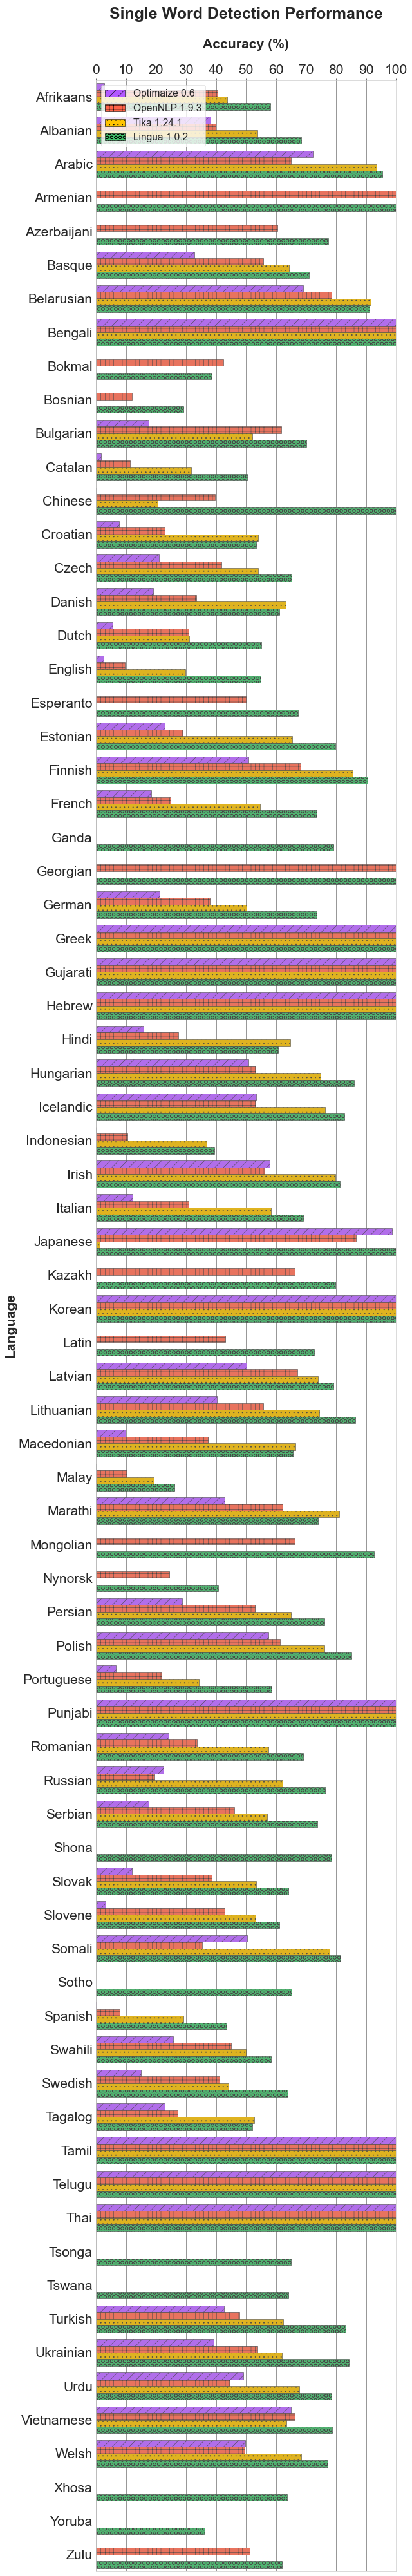 Single Word Detection Performance
Accuracy (%)
0 10 20 30 40 50 60 70 80 90 100
Optimaize 0.6
OpenNLP 1.9.3
Tika 1.24.1
Lingua 1.0.2
Language
Afrikaans
Albanian
Arabic
Armenian
Azerbaijani
Basque
Belarusian
Bengali
Bokmal
Bosnian
Bulgarian
Catalan
Chinese
Croatian
Czech
Danish
Dutch
English
Esperanto
Estonian
Finnish
French
Ganda
Georgian
German
Greek
Gujarati
Hebrew
Hindi
Hungarian
Icelandic
Indonesian
Irish
Italian
Japanese
Kazakh
Korean
Latin
Latvian
Lithuanian
Macedonian
Malay
Marathi
Mongolian
Nynorsk
Persian
Polish
Portuguese
Punjabi
Romanian
Russian
Serbian
Shona
Slovak
Slovene
Somali
Sotho
Spanish
Swahili
Swedish
Tagalog
Tamil
Telugu
Thai
Tsonga
Tswana
Turkish
Ukrainian
Urdu
Vietnamese
Welsh
Xhosa
Yoruba
Zulu